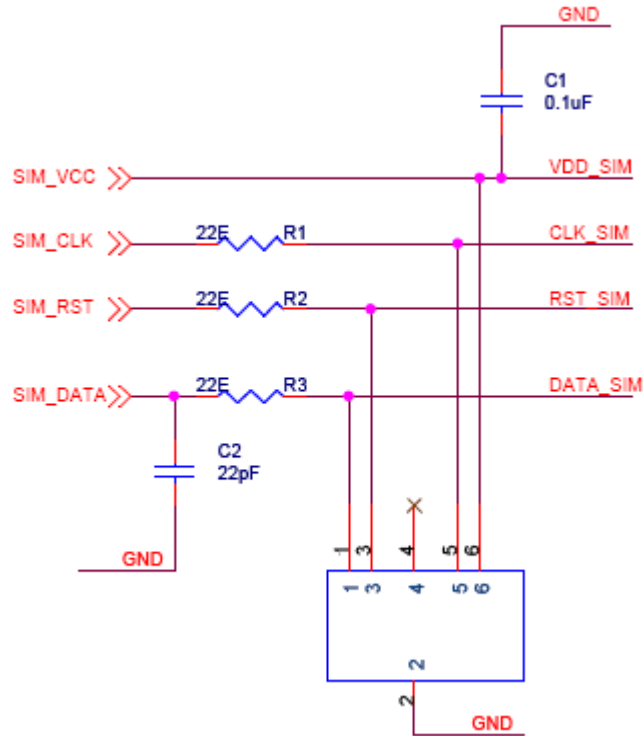 GND
C1
0.1uF
SIM_VCC VDD_SIM
SIM_CLK 22E R1 CLK_SIM
SIM_RST 22E R2 RST_SIM
SIM_DATA 22E R3 DATA_SIM
C2
22pF
GND
1 3 4 5 6
1 3 4 5 6
2
2
GND